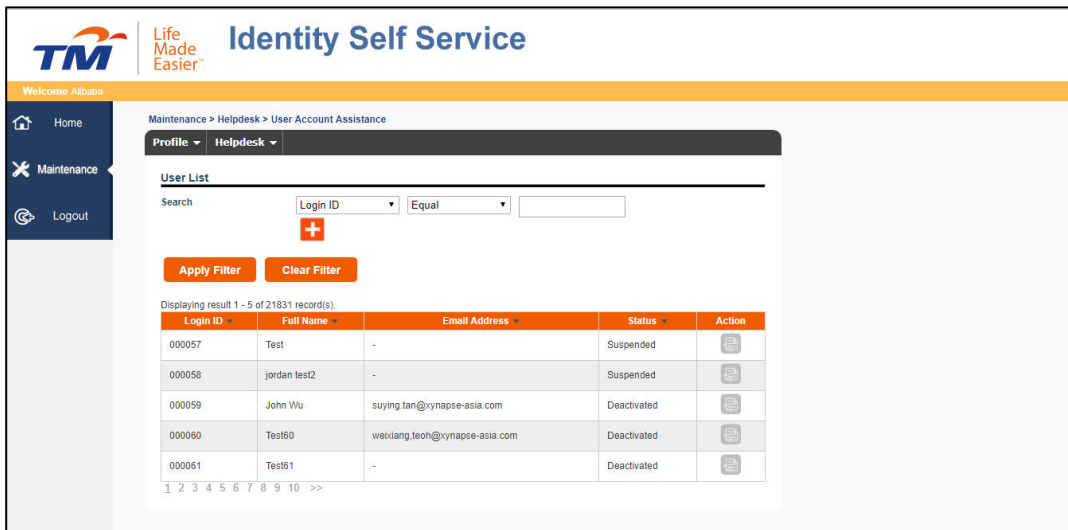 TM
Life
Made
Easier™
Identity Self Service
Welcome Alibaba
Home
Maintenance
Logout
Maintenance > Helpdesk > User Account Assistance
Profile Helpdesk
User List
Search Login ID Equal
Apply Filter Clear Filter
Displaying result 1 - 5 of 21831 record(s).
Login ID Full Name Email Address Status Action
000057 Test - Suspended
000058 jordan test2 - Suspended
000059 John Wu suying.tan@xynapse-asia.com Deactivated
000060 Test60 weixiang.teoh@xynapse-asia.com Deactivated
000061 Test61 - Deactivated
1 2 3 4 5 6 7 8 9 10 >>